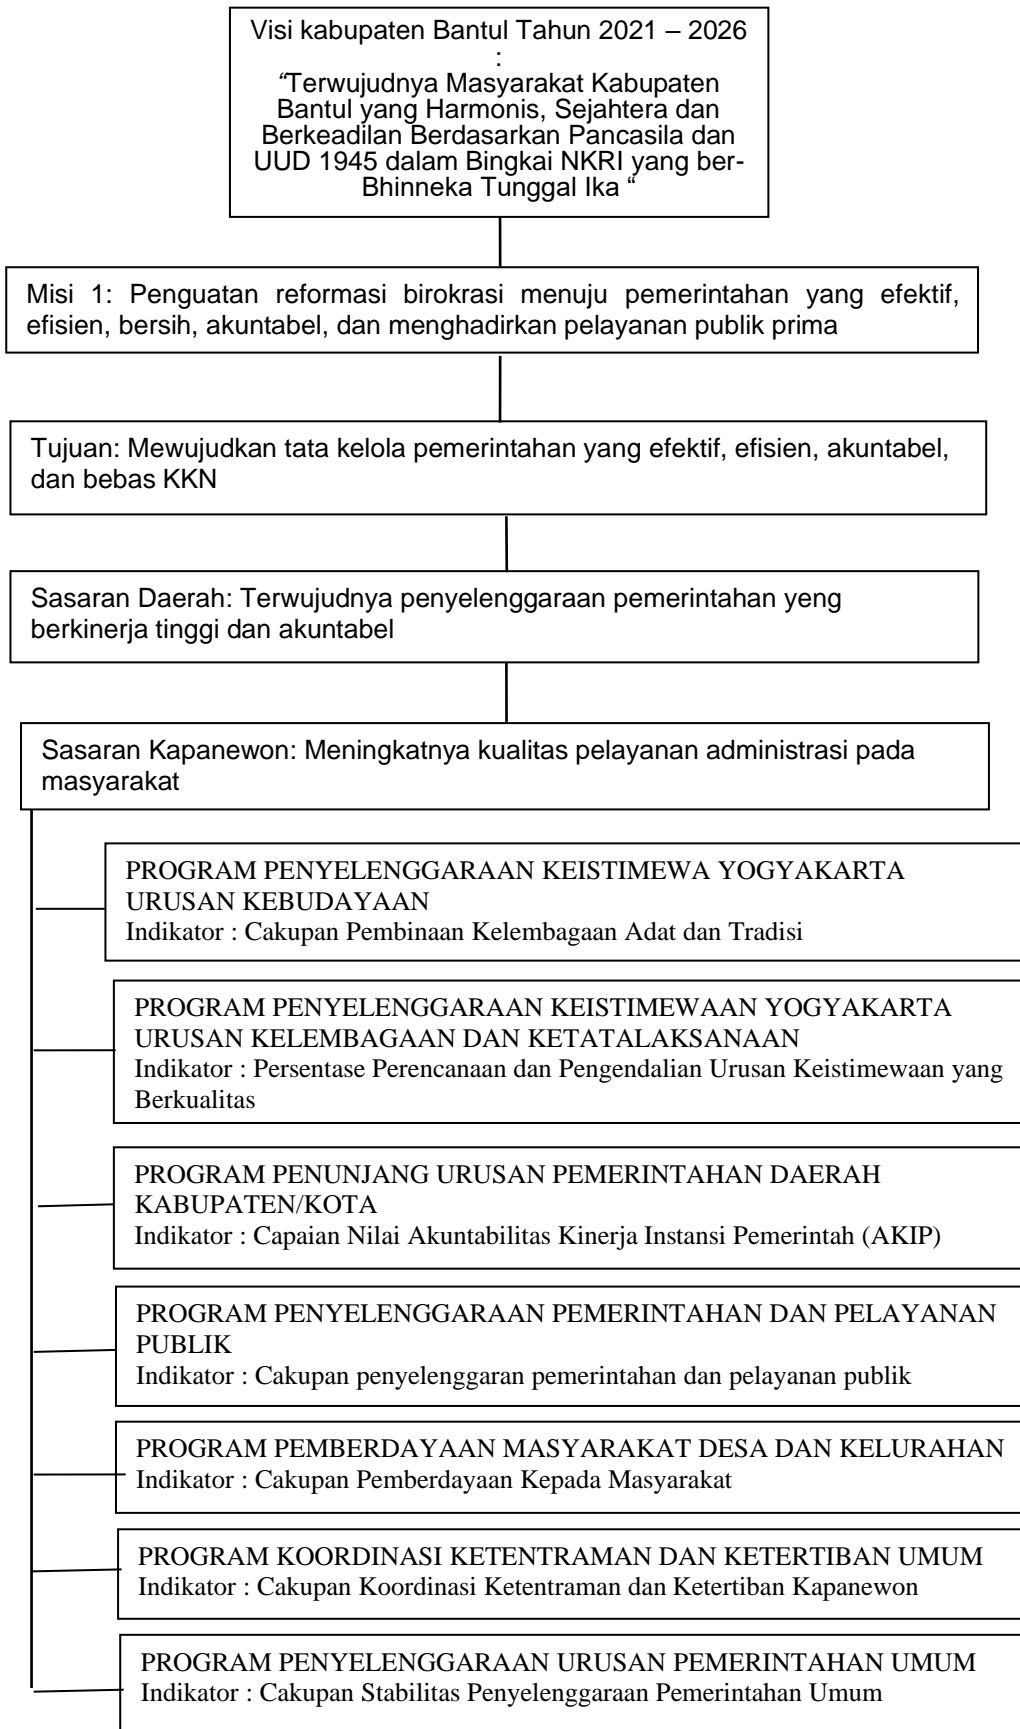 Visi kabupaten Bantul Tahun 2021 – 2026
:
“Terwujudnya Masyarakat Kabupaten
Bantul yang Harmonis, Sejahtera dan
Berkeadilan Berdasarkan Pancasila dan
UUD 1945 dalam Bingkai NKRI yang ber-
Bhinneka Tunggal Ika “
Misi 1: Penguatan reformasi birokrasi menuju pemerintahan yang efektif,
efisien, bersih, akuntabel, dan menghadirkan pelayanan publik prima
Tujuan: Mewujudkan tata kelola pemerintahan yang efektif, efisien, akuntabel,
dan bebas KKN
Sasaran Daerah: Terwujudnya penyelenggaraan pemerintahan yeng
berkinerja tinggi dan akuntabel
Sasaran Kapanewon: Meningkatnya kualitas pelayanan administrasi pada
masyarakat
PROGRAM PENYELENGGARAAN KEISTIMEWA YOGYAKARTA
URUSAN KEBUDAYAAN
Indikator : Cakupan Pembinaan Kelembagaan Adat dan Tradisi
PROGRAM PENYELENGGARAAN KEISTIMEWAAN YOGYAKARTA
URUSAN KELEMBAGAAN DAN KETATALAKSANAAN
Indikator : Persentase Perencanaan dan Pengendalian Urusan Keistimewaan yang
Berkualitas
PROGRAM PENUNJANG URUSAN PEMERINTAHAN DAERAH
KABUPATEN/KOTA
Indikator : Capaian Nilai Akuntabilitas Kinerja Instansi Pemerintah (AKIP)
PROGRAM PENYELENGGARAAN PEMERINTAHAN DAN PELAYANAN
PUBLIK
Indikator : Cakupan penyelenggaran pemerintahan dan pelayanan publik
PROGRAM PEMBERDAYAAN MASYARAKAT DESA DAN KELURAHAN
Indikator : Cakupan Pemberdayaan Kepada Masyarakat
PROGRAM KOORDINASI KETENTRAMAN DAN KETERTIBAN UMUM
Indikator : Cakupan Koordinasi Ketentraman dan Ketertiban Kapanewon
PROGRAM PENYELENGGARAAN URUSAN PEMERINTAHAN UMUM
Indikator : Cakupan Stabilitas Penyelenggaraan Pemerintahan Umum